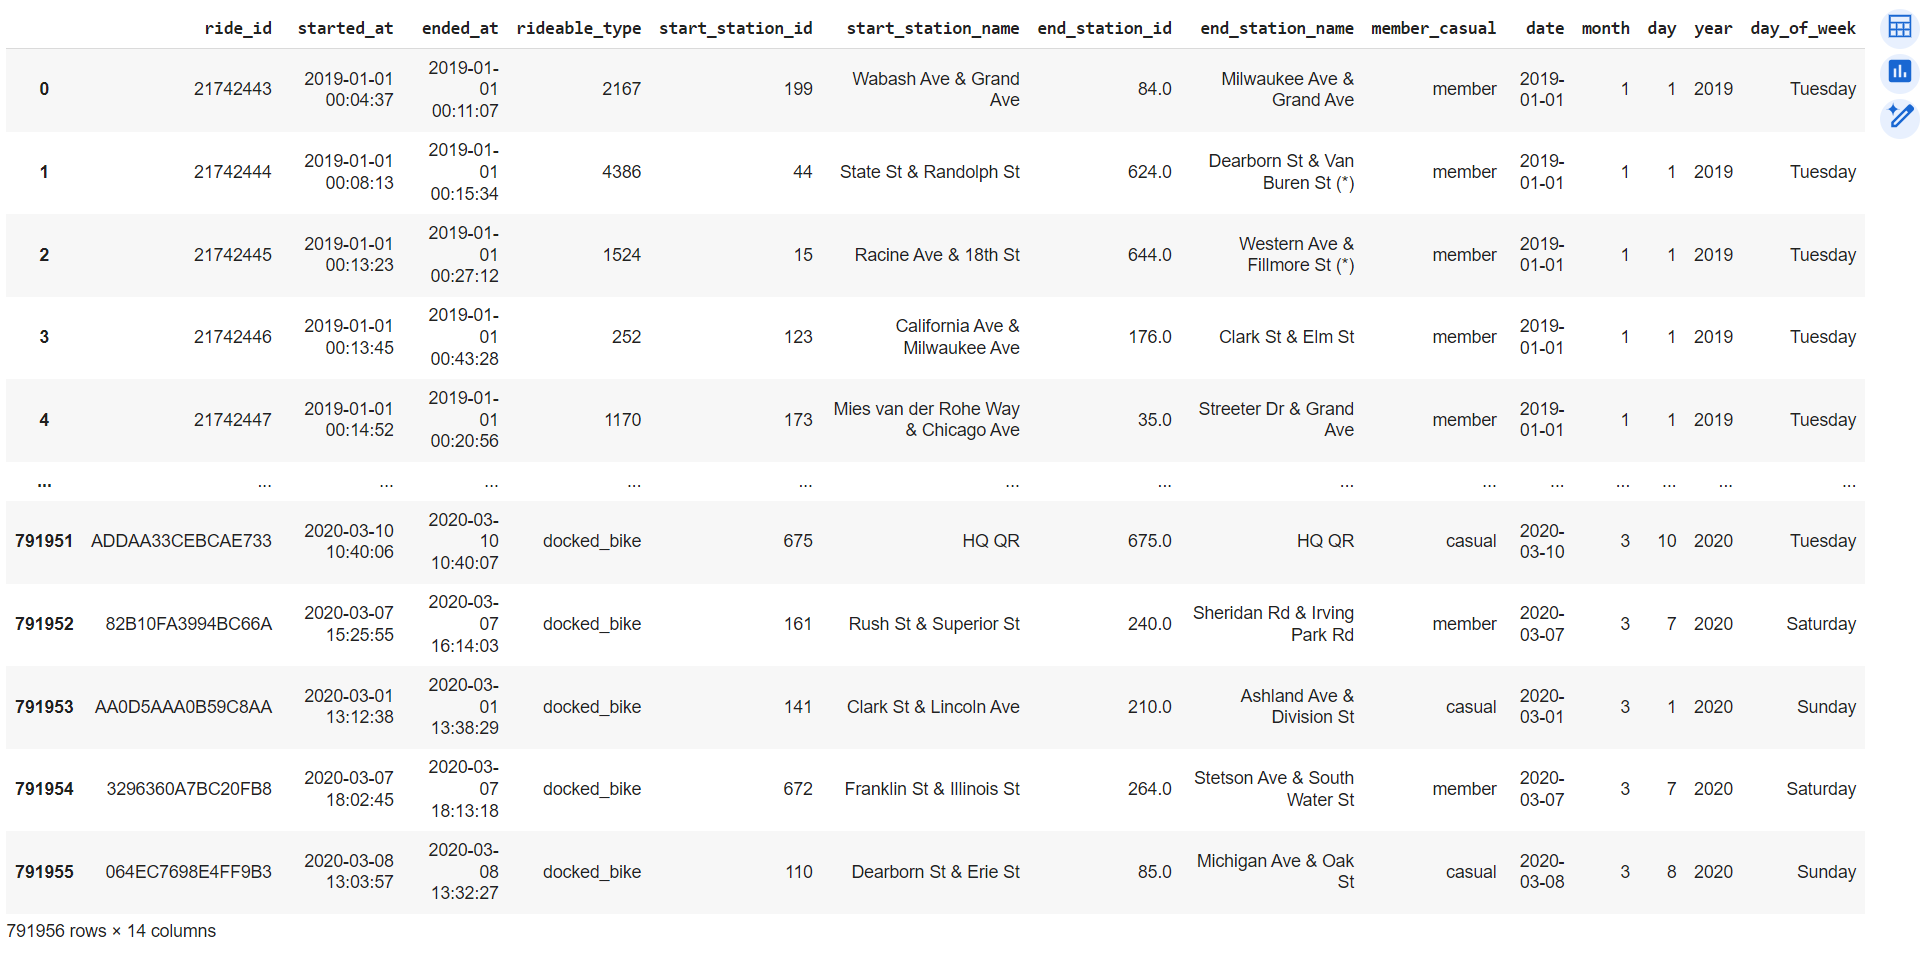 ride_id started_at ended_at rideable_type start_station_id start_station_name end_station_id end_station_name member_casual date month day year day_of_week
0 21742443 2019-01-01 00:04:37 2019-01-01 00:11:07 2167 199 Wabash Ave & Grand Ave 84.0 Milwaukee Ave & Grand Ave member 2019-01-01 1 1 2019 Tuesday
1 21742444 2019-01-01 00:08:13 2019-01-01 00:15:34 4386 44 State St & Randolph St 624.0 Dearborn St & Van Buren St (*) member 2019-01-01 1 1 2019 Tuesday
2 21742445 2019-01-01 00:13:23 2019-01-01 00:27:12 1524 15 Racine Ave & 18th St 644.0 Western Ave & Fillmore St (*) member 2019-01-01 1 1 2019 Tuesday
3 21742446 2019-01-01 00:13:45 2019-01-01 00:43:28 252 123 California Ave & Milwaukee Ave 176.0 Clark St & Elm St member 2019-01-01 1 1 2019 Tuesday
4 21742447 2019-01-01 00:14:52 2019-01-01 00:20:56 1170 173 Mies van der Rohe Way & Chicago Ave 35.0 Streeter Dr & Grand Ave member 2019-01-01 1 1 2019 Tuesday
... ... ... ... ... ... ... ... ... ... ... ... ... ... ...
791951 ADDAA33CEBCAE733 2020-03-10 10:40:06 2020-03-10 10:40:07 docked_bike 675 HQ QR 675.0 HQ QR casual 2020-03-10 3 10 2020 Tuesday
791952 82B10FA3994BC66A 2020-03-07 15:25:55 2020-03-07 16:14:03 docked_bike 161 Rush St & Superior St 240.0 Sheridan Rd & Irving Park Rd member 2020-03-07 3 7 2020 Saturday
791953 AA0D5AAA0B59C8AA 2020-03-01 13:12:38 2020-03-01 13:38:29 docked_bike 141 Clark St & Lincoln Ave 210.0 Ashland Ave & Division St casual 2020-03-01 3 1 2020 Sunday
791954 3296360A7BC20FB8 2020-03-07 18:02:45 2020-03-07 18:13:18 docked_bike 672 Franklin St & Illinois St 264.0 Stetson Ave & South Water St member 2020-03-07 3 7 2020 Saturday
791955 064EC7698E4FF9B3 2020-03-08 13:03:57 2020-03-08 13:32:27 docked_bike 110 Dearborn St & Erie St 85.0 Michigan Ave & Oak St casual 2020-03-08 3 8 2020 Sunday
791956 rows × 14 columns